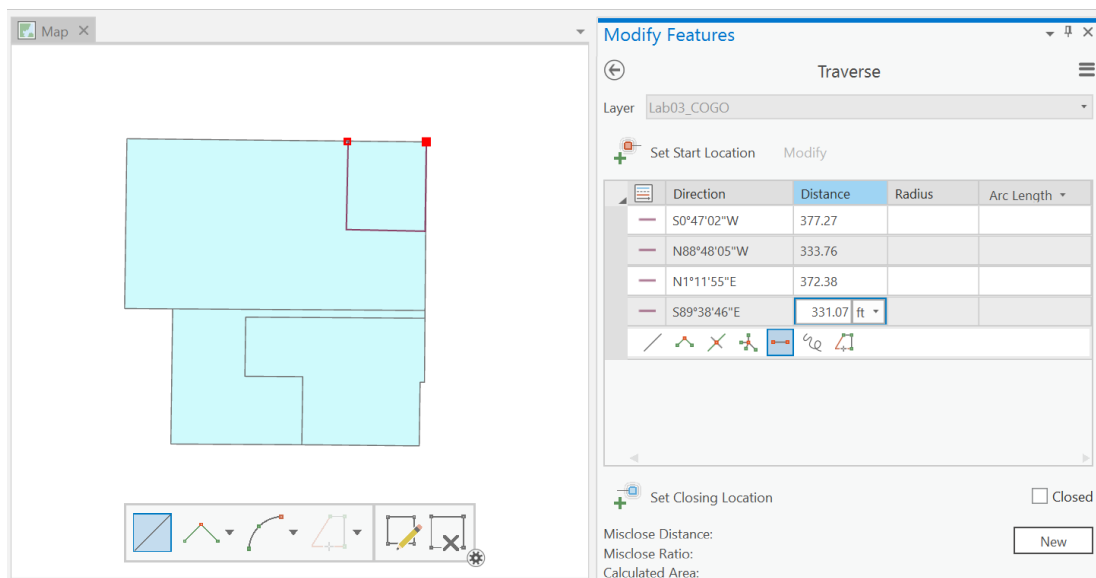 Map
Modify Features
Traverse
Layer Lab03_COGO
Set Start Location Modify
Direction Distance Radius Arc Length
S0°47'02"W 377.27
N88°48'05"W 333.76
N1°11'55"E 372.38
S89°38'46"E 331.07 ft
Set Closing Location Closed
Misclose Distance:
New
Misclose Ratio:
Calculated Area: